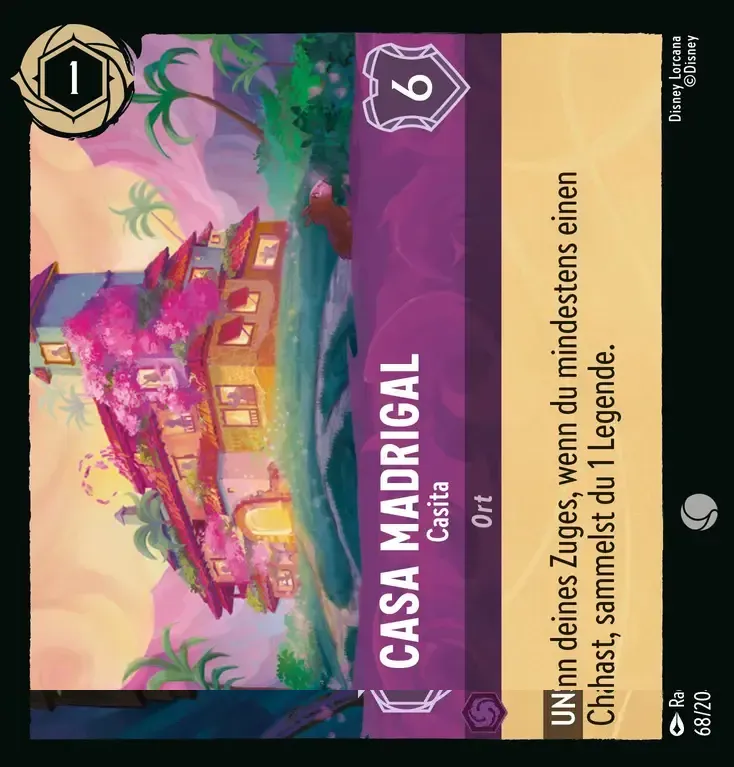 1
6
CASA MADRIGAL
Casita
Ort
UN
nn deines Zuges, wenn du mindestens einen
Ch hast, sammelst du 1 Legende.
Ra
68/20
Disney Lorcana
©Disney